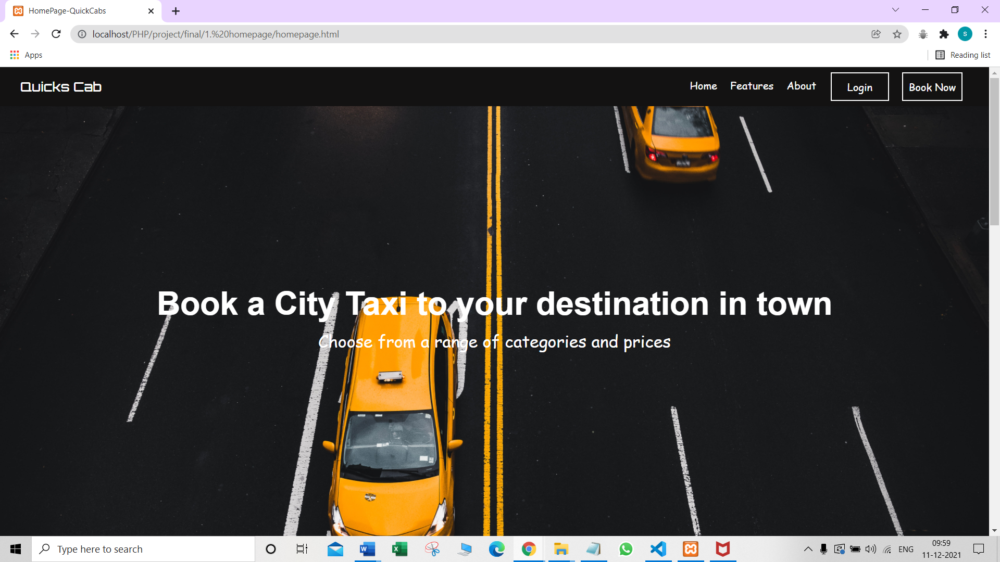 HomePage-QuickCabs
localhost/PHP/project/final/1.%20homepage/homepage.html
S
Apps
Reading list
Quicks Cab
Home Features About Login Book Now
Book a City Taxi to your destination in town
Choose from a range of categories and prices
Type here to search
ENG
09:59
11-12-2021